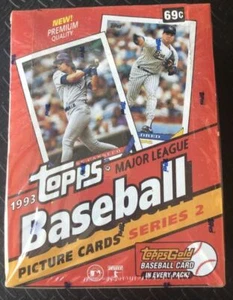 NEW!
PREMIUM
QUALITY
69¢
1993
TOPPS
MAJOR LEAGUE
Baseball
PICTURE CARDS SERIES 2
Topps Gold
BASEBALL CARD
IN EVERY PACK!